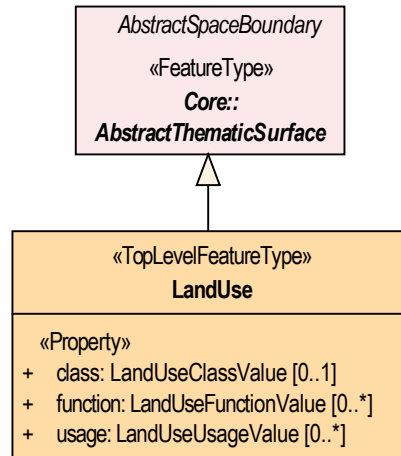 AbstractSpaceBoundary
«FeatureType»
Core::
AbstractThematicSurface
«TopLevelFeatureType»
LandUse
«Property»
+ class: LandUseClassValue [0..1]
+ function: LandUseFunctionValue [0..*]
+ usage: LandUseUsageValue [0..*]